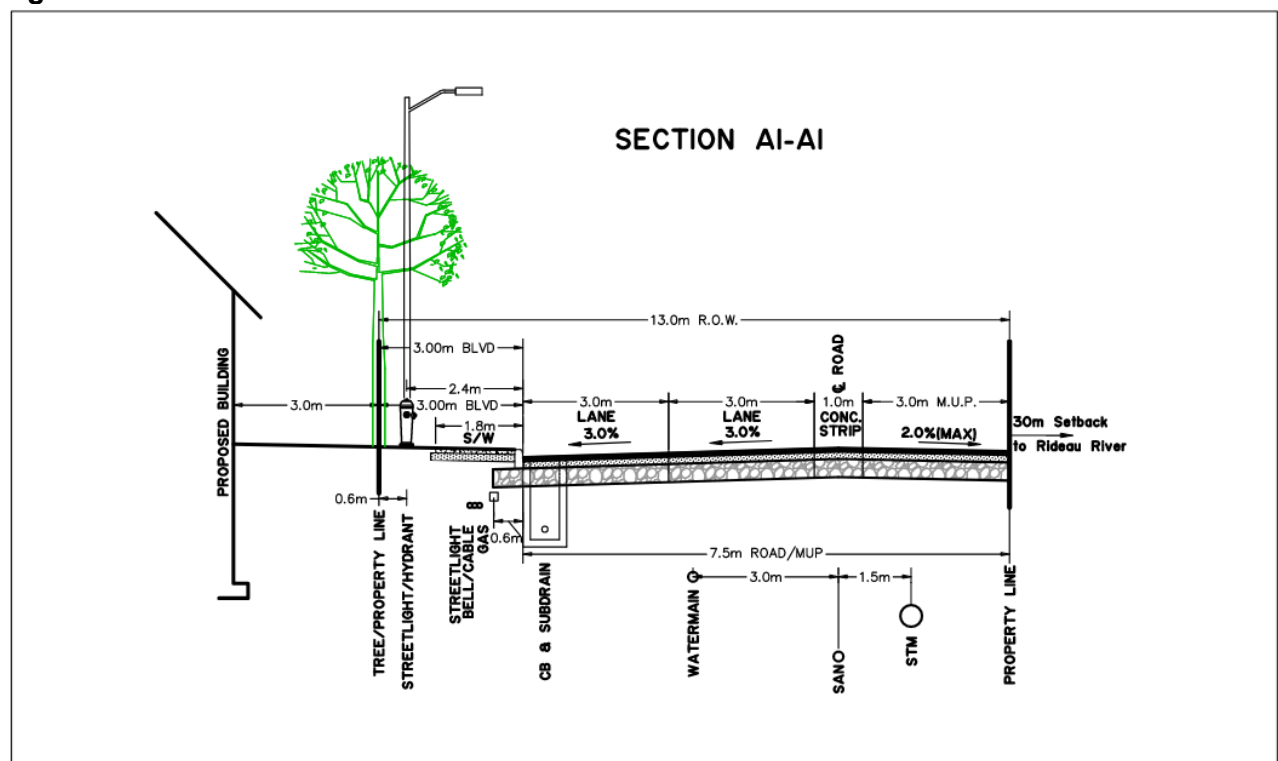 SECTION A1-A1
13.0m R.O.W.
3.00m BLVD
℄ ROAD
2.4m
3.0m
3.00m BLVD
3.0m
3.0m
1.0m
3.0m M.U.P.
1.8m
S/W
LANE
3.0%
LANE
3.0%
CONC.
STRIP
2.0%(MAX)
30m Setback
to Rideau River
PROPOSED BUILDING
0.6m
0.6m
7.5m ROAD/MUP
3.0m
1.5m
TREE/PROPERTY LINE
STREETLIGHT/HYDRANT
STREETLIGHT
BELL/CABLE
GAS
CB & SUBDRAIN
WATERMAIN
SAN
STM
PROPERTY LINE